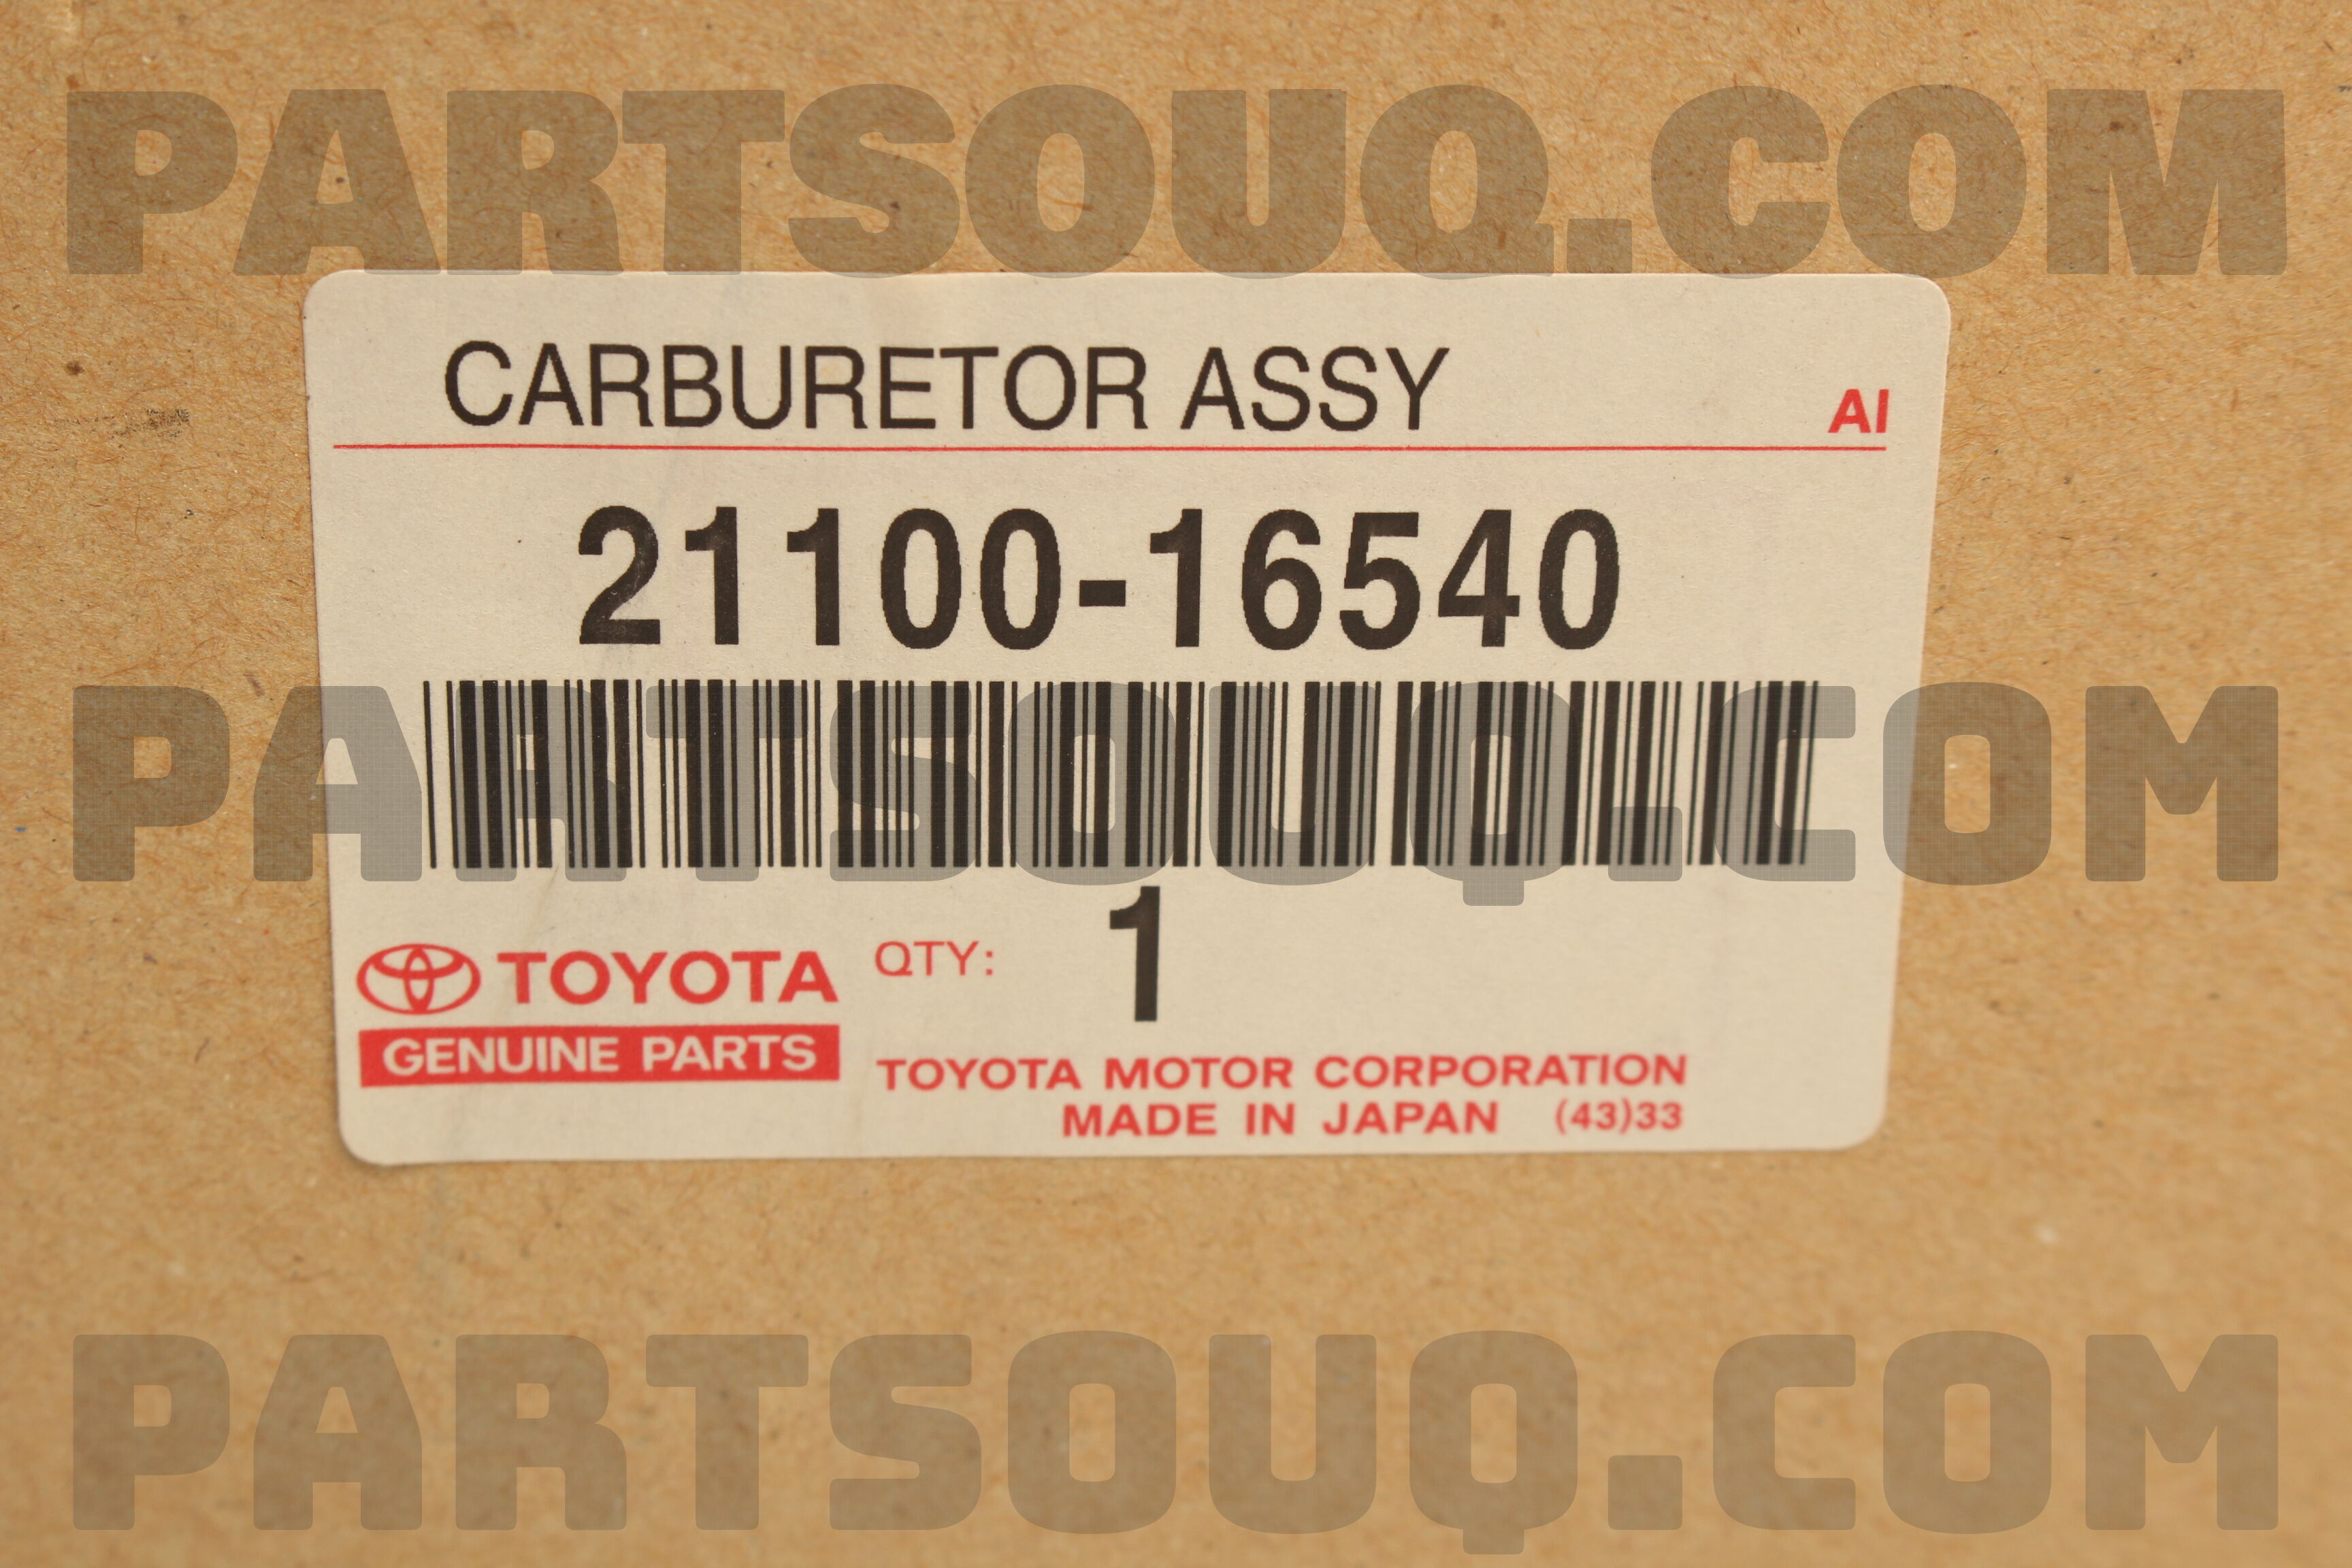 PARTSOUQ.COM
CARBURETOR ASSY
AI
21100-16540
PARTSOUQ.COM
1
TOYOTA
QTY:
GENUINE PARTS
TOYOTA MOTOR CORPORATION
MADE IN JAPAN (43)33
PARTSOUQ.COM